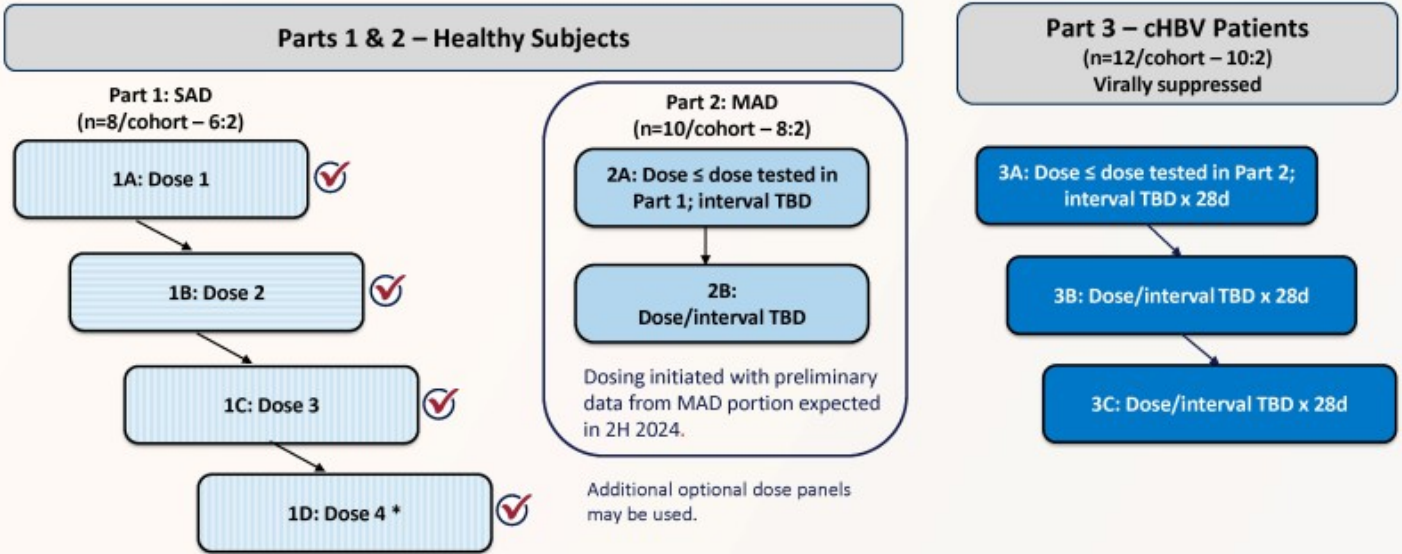 Parts 1 & 2 – Healthy Subjects
Part 1: SAD
(n=8/cohort – 6:2)
1A: Dose 1
1B: Dose 2
1C: Dose 3
1D: Dose 4 *
Part 2: MAD
(n=10/cohort – 8:2)
2A: Dose ≤ dose tested in
Part 1; interval TBD
2B:
Dose/interval TBD
Dosing initiated with preliminary
data from MAD portion expected
in 2H 2024.
Additional optional dose panels
may be used.
Part 3 – cHBV Patients
(n=12/cohort – 10:2)
Virally suppressed
3A: Dose ≤ dose tested in Part 2;
interval TBD x 28d
3B: Dose/interval TBD x 28d
3C: Dose/interval TBD x 28d